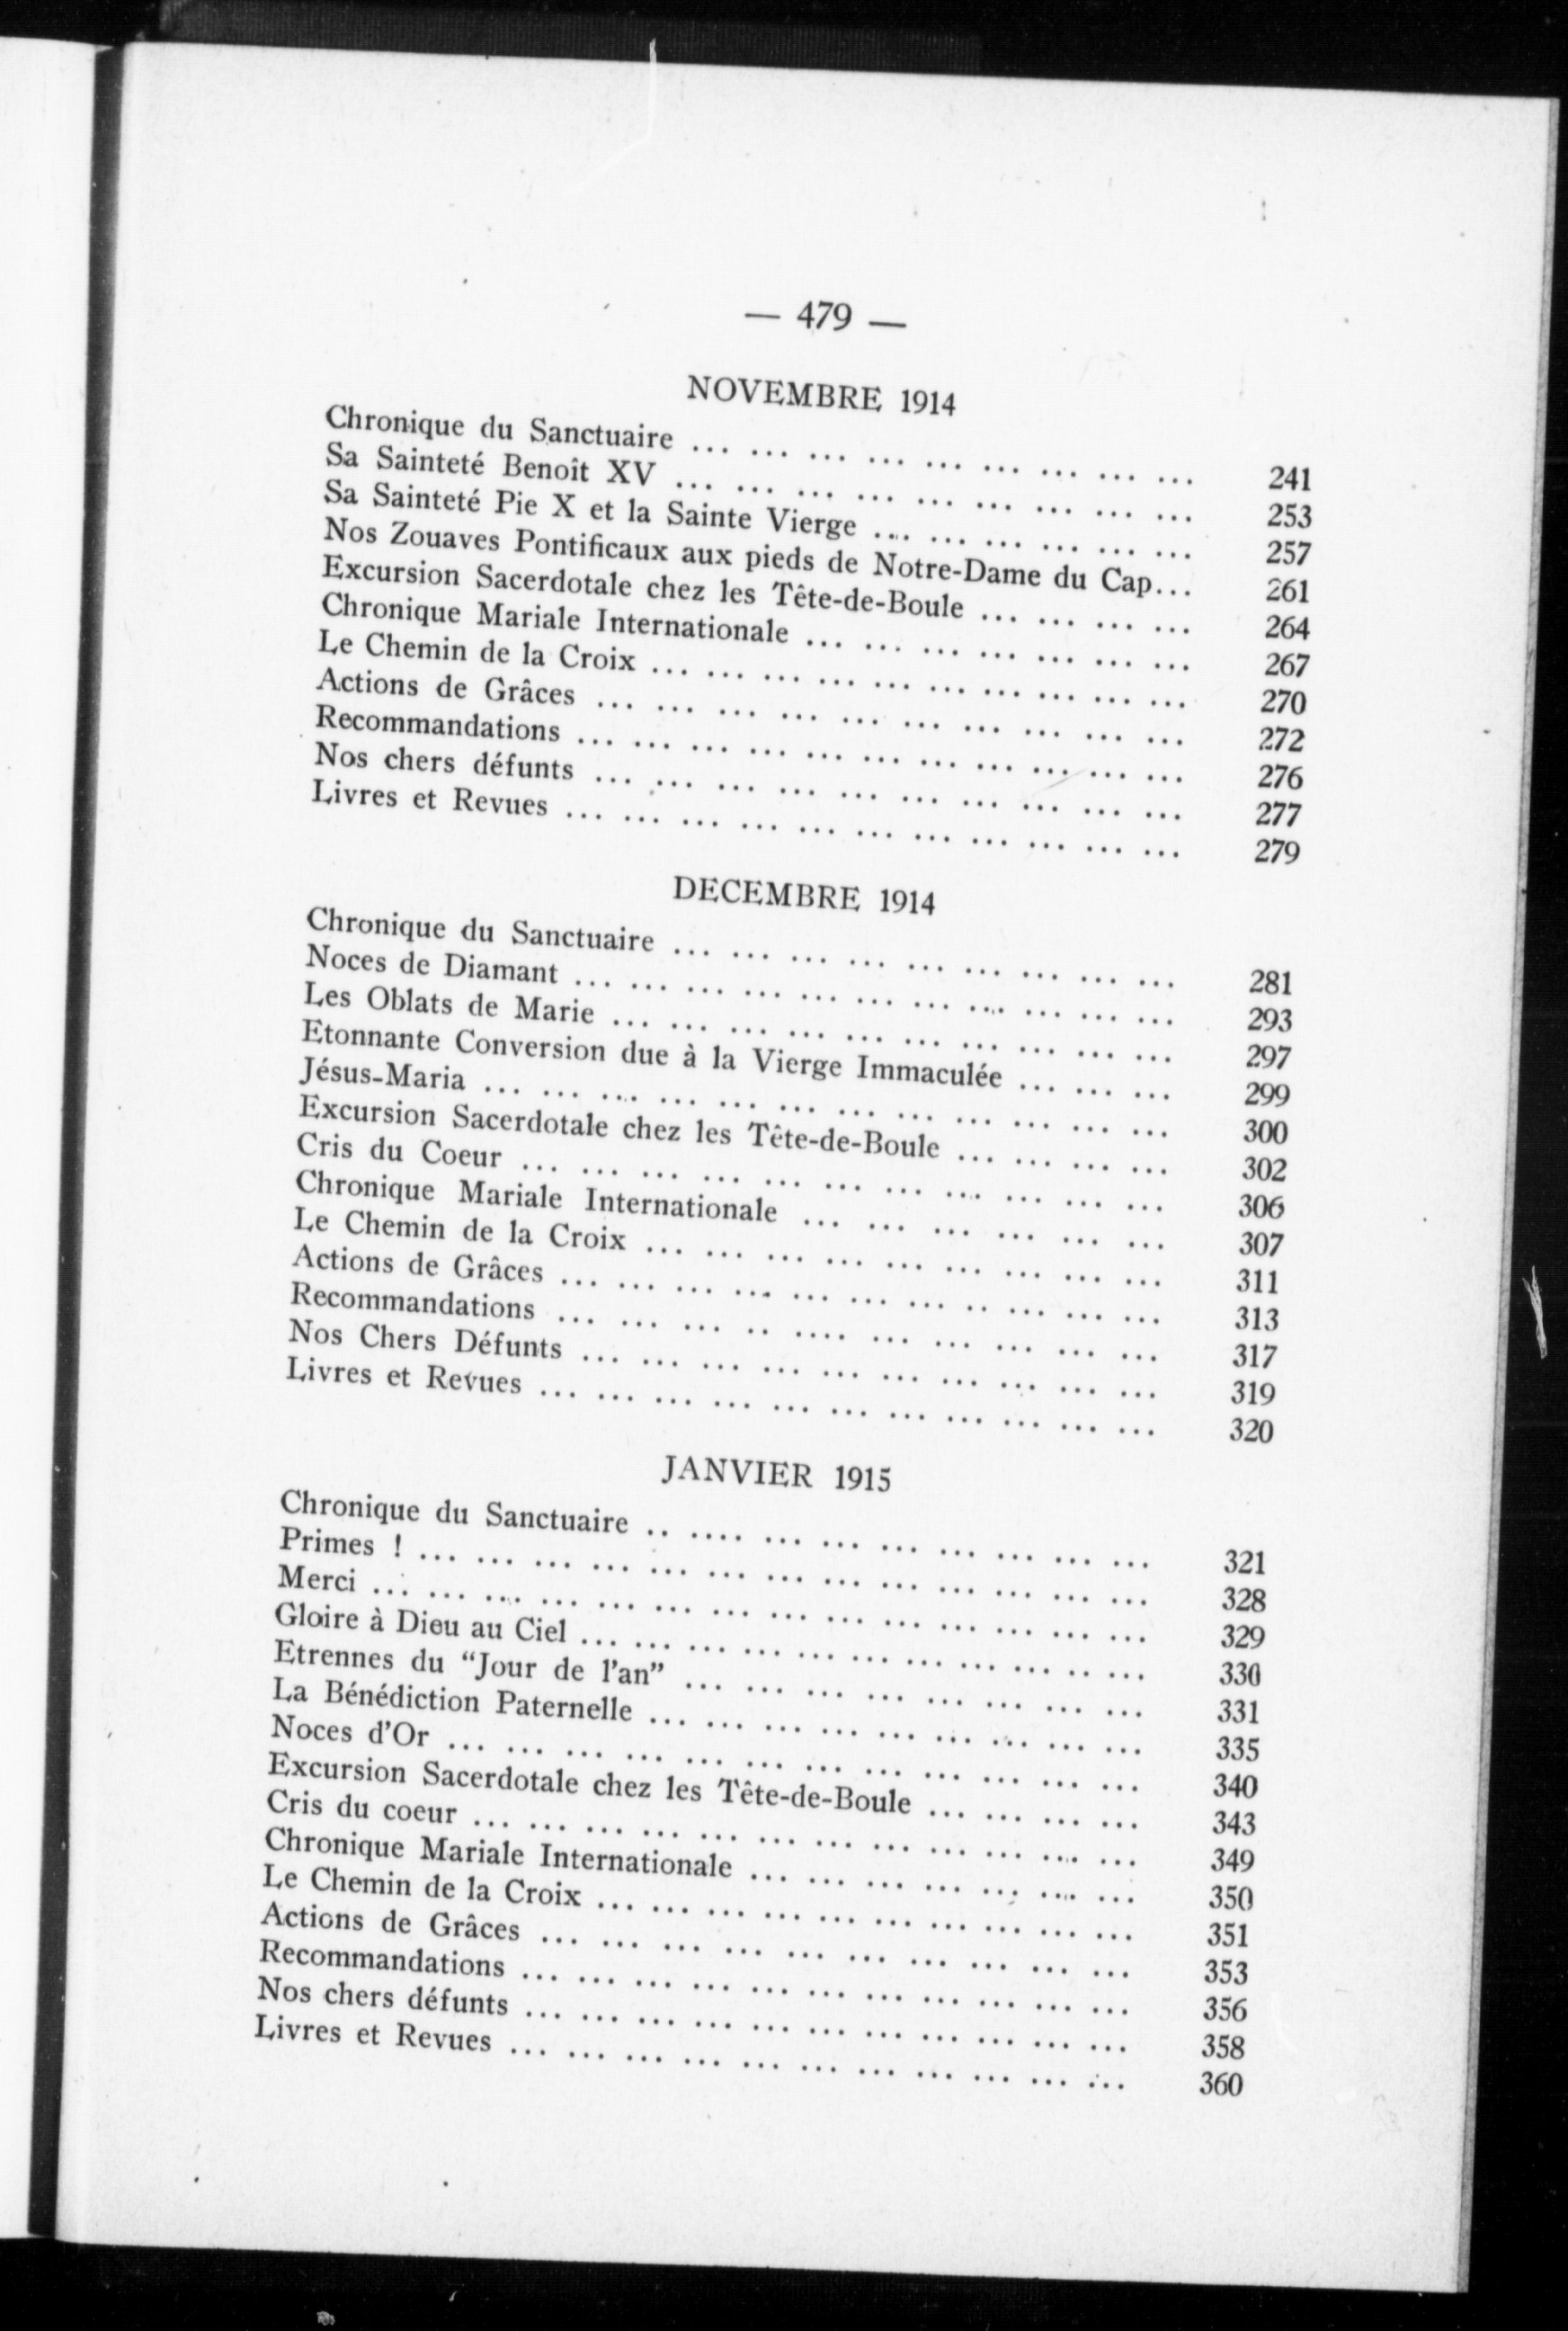 — 479 —
NOVEMBRE 1914
Chronique du Sanctuaire ... ... ... ... ... ... ... ... ... 241
Sa Sainteté Benoît XV ... ... ... ... ... ... ... ... ... 253
Sa Sainteté Pie X et la Sainte Vierge ... ... ... ... ... ... 257
Nos Zouaves Pontificaux aux pieds de Notre-Dame du Cap... 261
Excursion Sacerdotale chez les Tête-de-Boule ... ... ... ... 264
Chronique Mariale Internationale ... ... ... ... ... ... ... 267
Le Chemin de la Croix ... ... ... ... ... ... ... ... ... ... 270
Actions de Grâces ... ... ... ... ... ... ... ... ... ... 272
Recommandations ... ... ... ... ... ... ... ... ... ... ... 276
Nos chers défunts ... ... ... ... ... ... ... ... ... ... 277
Livres et Revues ... ... ... ... ... ... ... ... ... ... ... 279
DECEMBRE 1914
Chronique du Sanctuaire ... ... ... ... ... ... ... ... ... 281
Noces de Diamant ... ... ... ... ... ... ... ... ... ... ... 293
Les Oblats de Marie ... ... ... ... ... ... ... ... ... ... 297
Etonnante Conversion due à la Vierge Immaculée ... ... ... 299
Jésus-Maria ... ... ... ... ... ... ... ... ... ... ... ... 300
Excursion Sacerdotale chez les Tête-de-Boule ... ... ... ... 302
Cris du Coeur ... ... ... ... ... ... ... ... ... ... ... 306
Chronique Mariale Internationale ... ... ... ... ... ... 307
Le Chemin de la Croix ... ... ... ... ... ... ... ... ... 311
Actions de Grâces ... ... ... ... ... ... ... .. ... ... ... 313
Recommandations ... ... ... .. .... ... ... ... ... ... 317
Nos Chers Défunts ... ... ... ... ... ... ... ... ... ... 319
Livres et Revues ... ... ... ... ... ... ... ... ... ... ... 320
JANVIER 1915
Chronique du Sanctuaire .. .... ... ... ... ... ... ... ... 321
Primes ! ... ... ... ... ... ... ... ... ... ... ... ... ... 328
Merci ... ... ... ... ... ... ... ... ... ... ... ... ... ... 329
Gloire à Dieu au Ciel ... ... ... ... ... ... ... ... ... .. ... 330
Etrennes du “Jour de l’an” ... ... ... ... ... ... ... ... 331
La Bénédiction Paternelle ... ... ... ... ... ... ... ... ... 335
Noces d’Or ... ... ... ... ... ... ... ... ... ... ... ... 340
Excursion Sacerdotale chez les Tête-de-Boule ... ... ... ... 343
Cris du coeur ... ... ... ... ... ... ... ... ... ... ... ... 349
Chronique Mariale Internationale ... ... ... ... ... ... ... 350
Le Chemin de la Croix ... ... ... ... ... ... ... ... ... ... 351
Actions de Grâces ... ... ... ... ... ... ... ... ... ... 353
Recommandations ... ... ... ... ... ... ... ... ... ... ... 356
Nos chers défunts ... ... ... ... ... ... ... ... ... ... ... 358
Livres et Revues ... ... ... ... ... ... ... ... ... ... ... 360